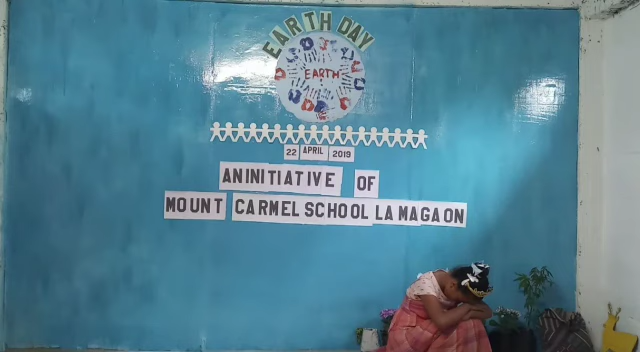 EARTH DAY
EARTH
22 APRIL 2019
AN INITIATIVE OF
MOUNT CARMEL SCHOOL LAMAGAON